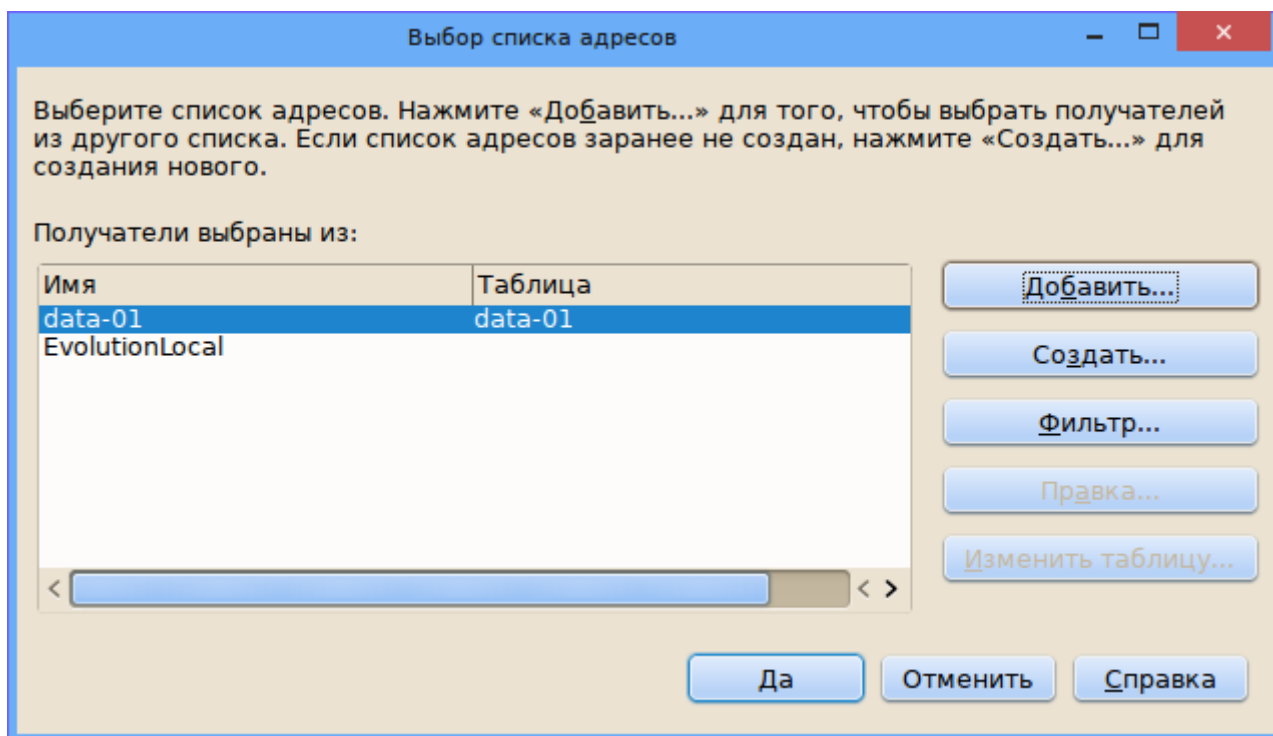 Выбор списка адресов
Выберите список адресов. Нажмите «Добавить...» для того, чтобы выбрать получателей
из другого списка. Если список адресов заранее не создан, нажмите «Создать...» для
создания нового.
Получатели выбраны из:
Имя Таблица
data-01 data-01
EvolutionLocal
Добавить...
Создать...
Фильтр...
Правка...
Изменить таблицу...
Да Отменить Справка